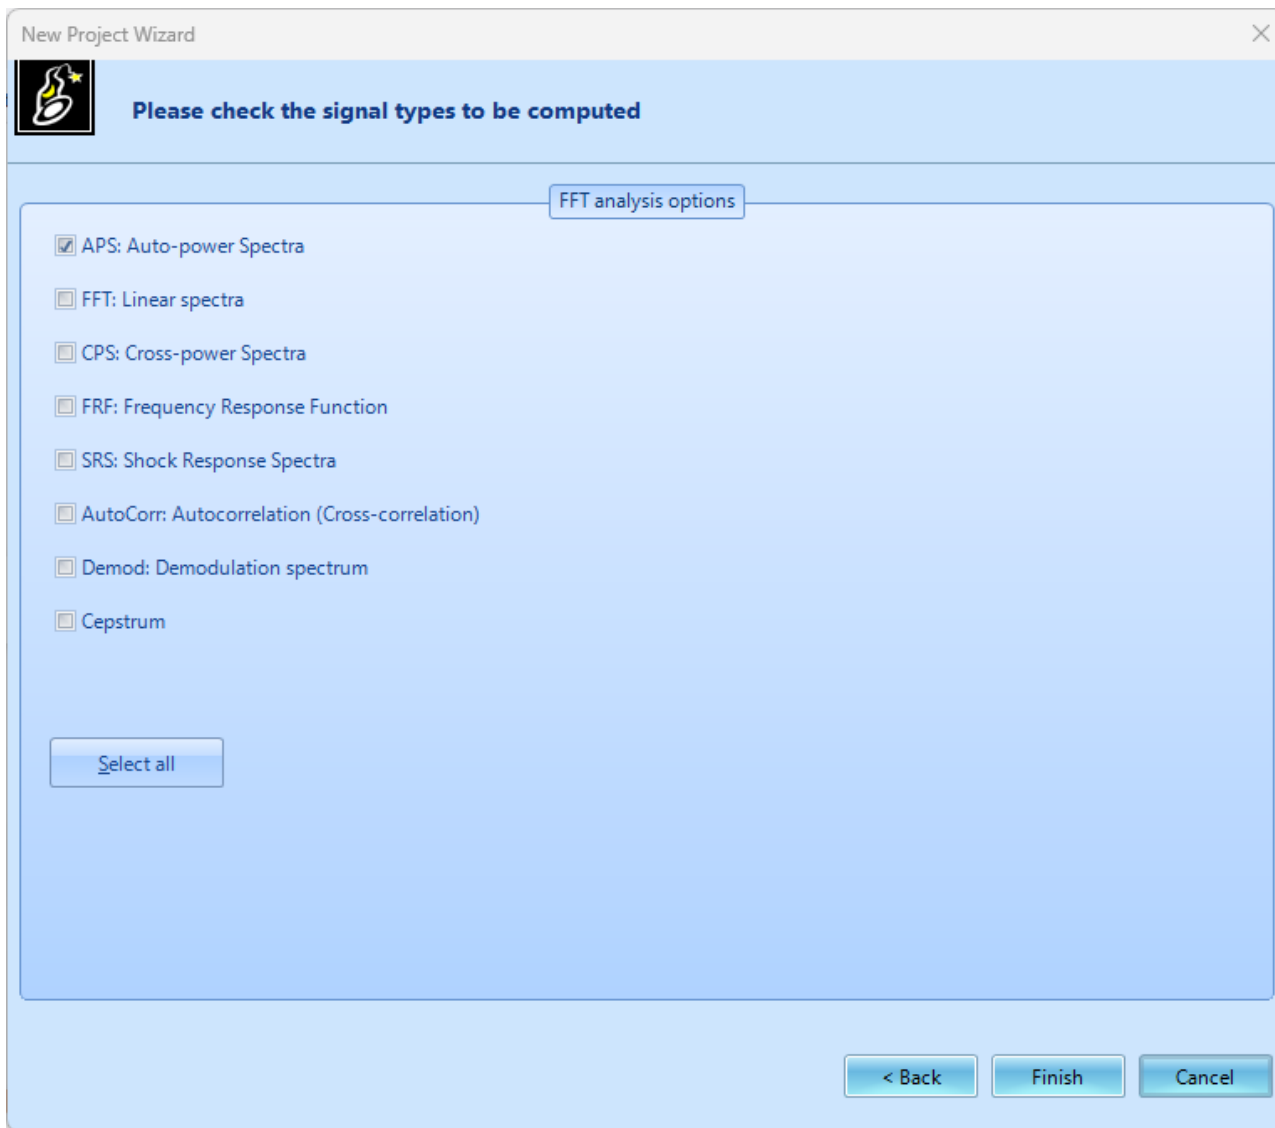 New Project Wizard
Please check the signal types to be computed
FFT analysis options
APS: Auto-power Spectra
FFT: Linear spectra
CPS: Cross-power Spectra
FRF: Frequency Response Function
SRS: Shock Response Spectra
AutoCorr: Autocorrelation (Cross-correlation)
Demod: Demodulation spectrum
Cepstrum
Select all
< Back Finish Cancel